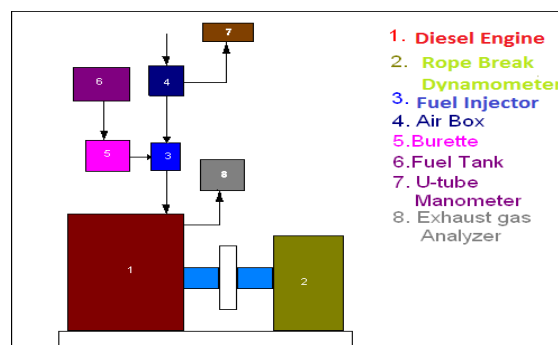 7
6
4
5
3
8
1
2
1. Diesel Engine
2. Rope Break
Dynamometer
3. Fuel Injector
4. Air Box
5. Burette
6. Fuel Tank
7. U-tube
Manometer
8. Exhaust gas
Analyzer